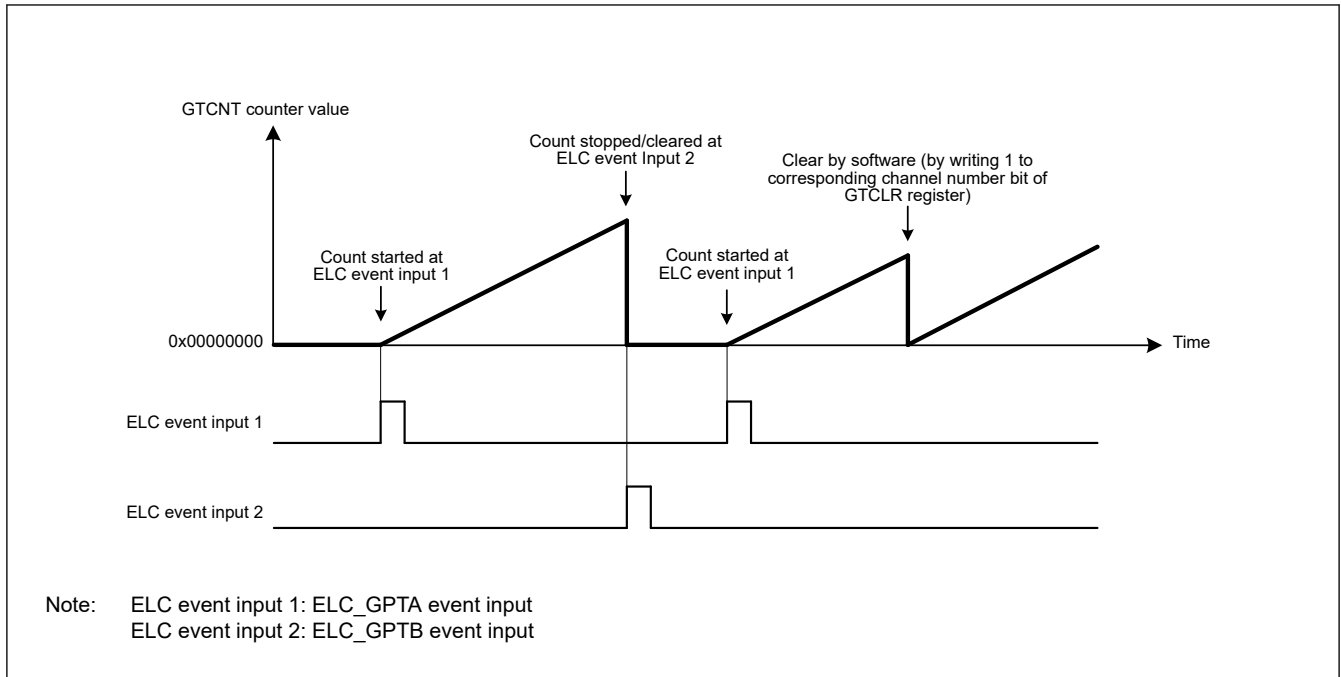 GTCNT counter value
Count stopped/cleared at
ELC event Input 2
Clear by software (by writing 1 to
corresponding channel number bit of
GTCLR register)
Count started at
ELC event input 1
Count started at
ELC event input 1
0x00000000
Time
ELC event input 1
ELC event input 2
Note: ELC event input 1: ELC_GPTA event input
ELC event input 2: ELC_GPTB event input